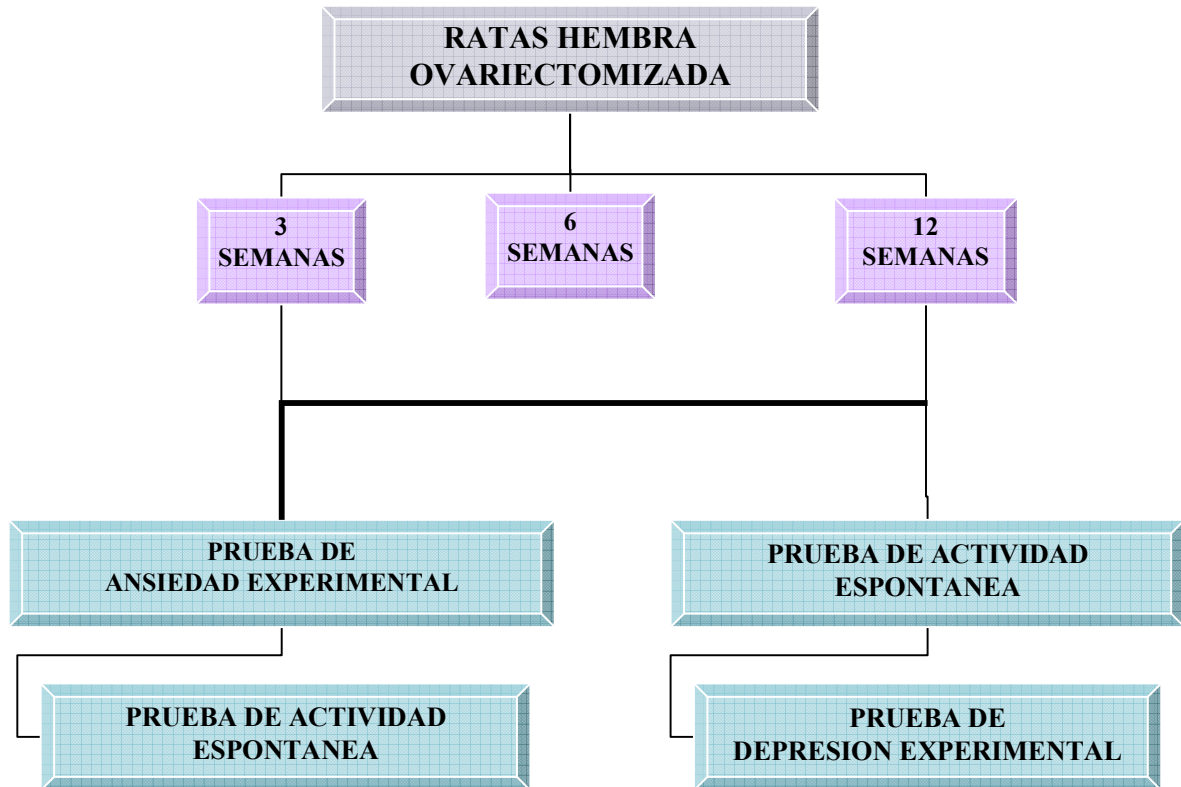 RATAS HEMBRA
OVARIECTOMIZADA
3
SEMANAS
6
SEMANAS
12
SEMANAS
PRUEBA DE
ANSIEDAD EXPERIMENTAL
PRUEBA DE ACTIVIDAD
ESPONTANEA
PRUEBA DE ACTIVIDAD
ESPONTANEA
PRUEBA DE
DEPRESION EXPERIMENTAL